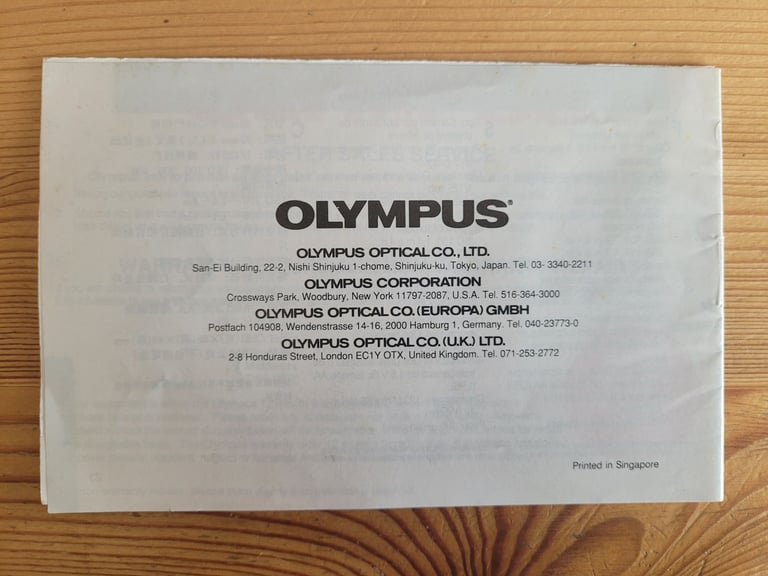 OLYMPUS®
OLYMPUS OPTICAL CO., LTD.
San-Ei Building, 22-2, Nishi Shinjuku 1-chome, Shinjuku-ku, Tokyo, Japan. Tel. 03- 3340-2211
OLYMPUS CORPORATION
Crossways Park, Woodbury, New York 11797-2087, U.S.A. Tel. 516-364-3000
OLYMPUS OPTICAL CO. (EUROPA) GMBH
Postfach 104908, Wendenstrasse 14-16, 2000 Hamburg 1, Germany. Tel. 040-23773-0
OLYMPUS OPTICAL CO. (U.K.) LTD.
2-8 Honduras Street, London EC1Y OTX, United Kingdom. Tel. 071-253-2772
Printed in Singapore